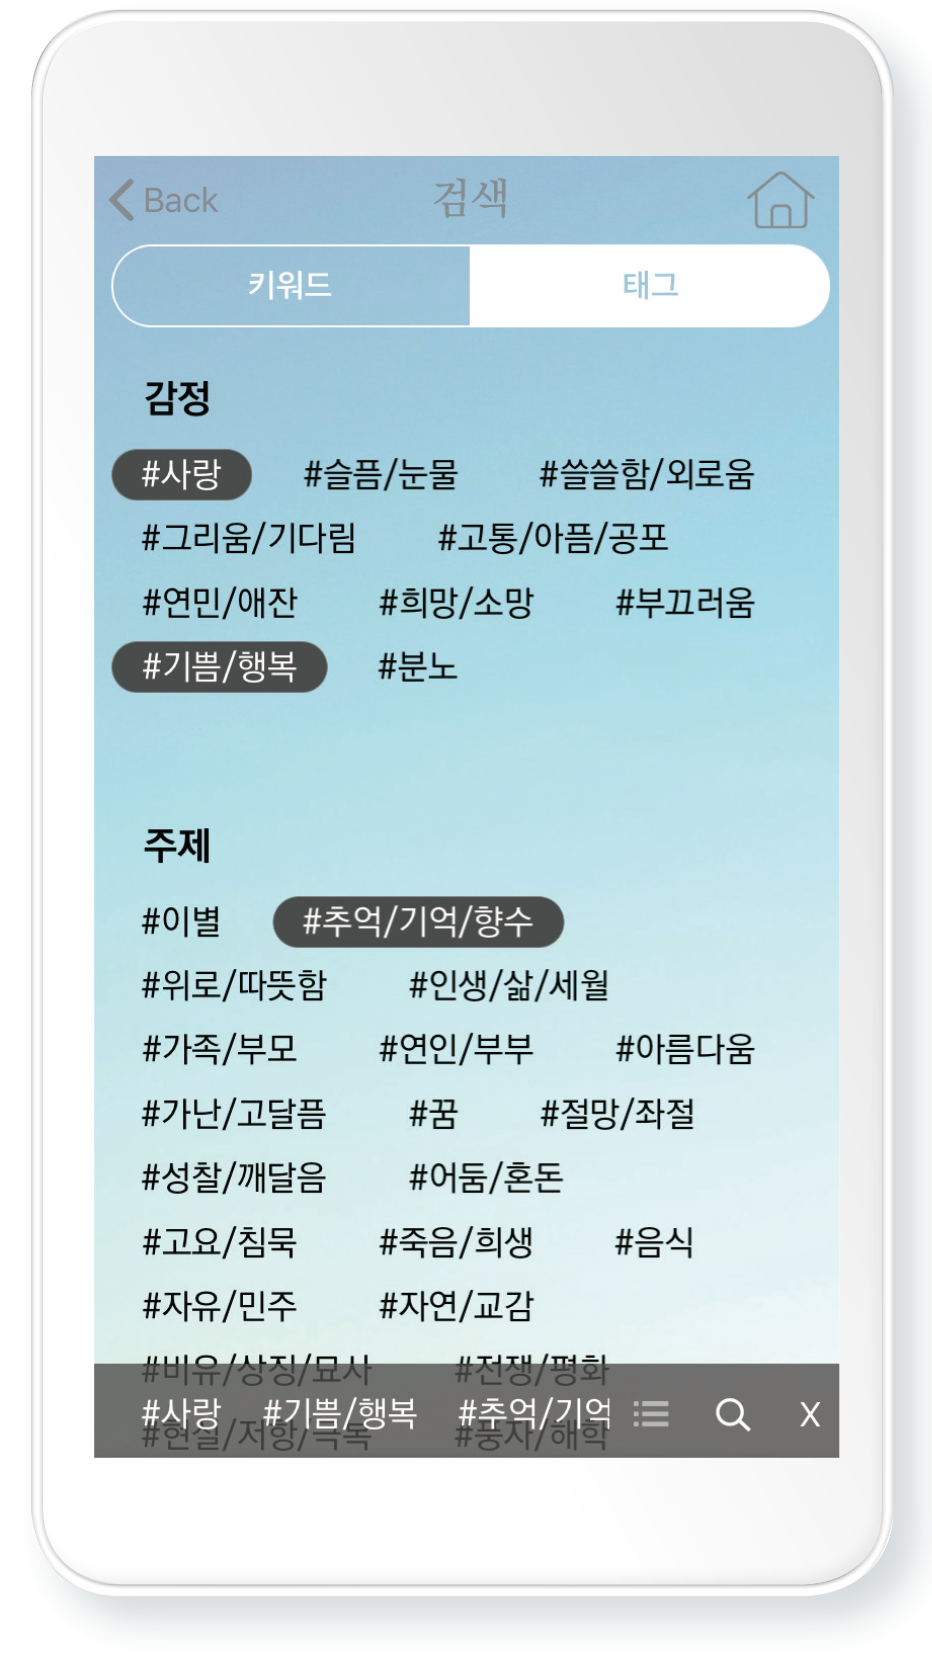 Back 검색
키워드 태그
감정
#사랑 #슬픔/눈물 #쓸쓸함/외로움
#그리움/기다림 #고통/아픔/공포
#연민/애잔 #희망/소망 #부끄러움
#기쁨/행복 #분노
주제
#이별 #추억/기억/향수
#위로/따뜻함 #인생/삶/세월
#가족/부모 #연인/부부 #아름다움
#가난/고달픔 #꿈 #절망/좌절
#성찰/깨달음 #어둠/혼돈
#고요/침묵 #죽음/희생 #음식
#자유/민주 #자연/교감
#비유/상징/묘사 #전쟁/평화
#사랑 #기쁨/행복 #추억/기억 X
#현실/저항/극복 #풍자/해학